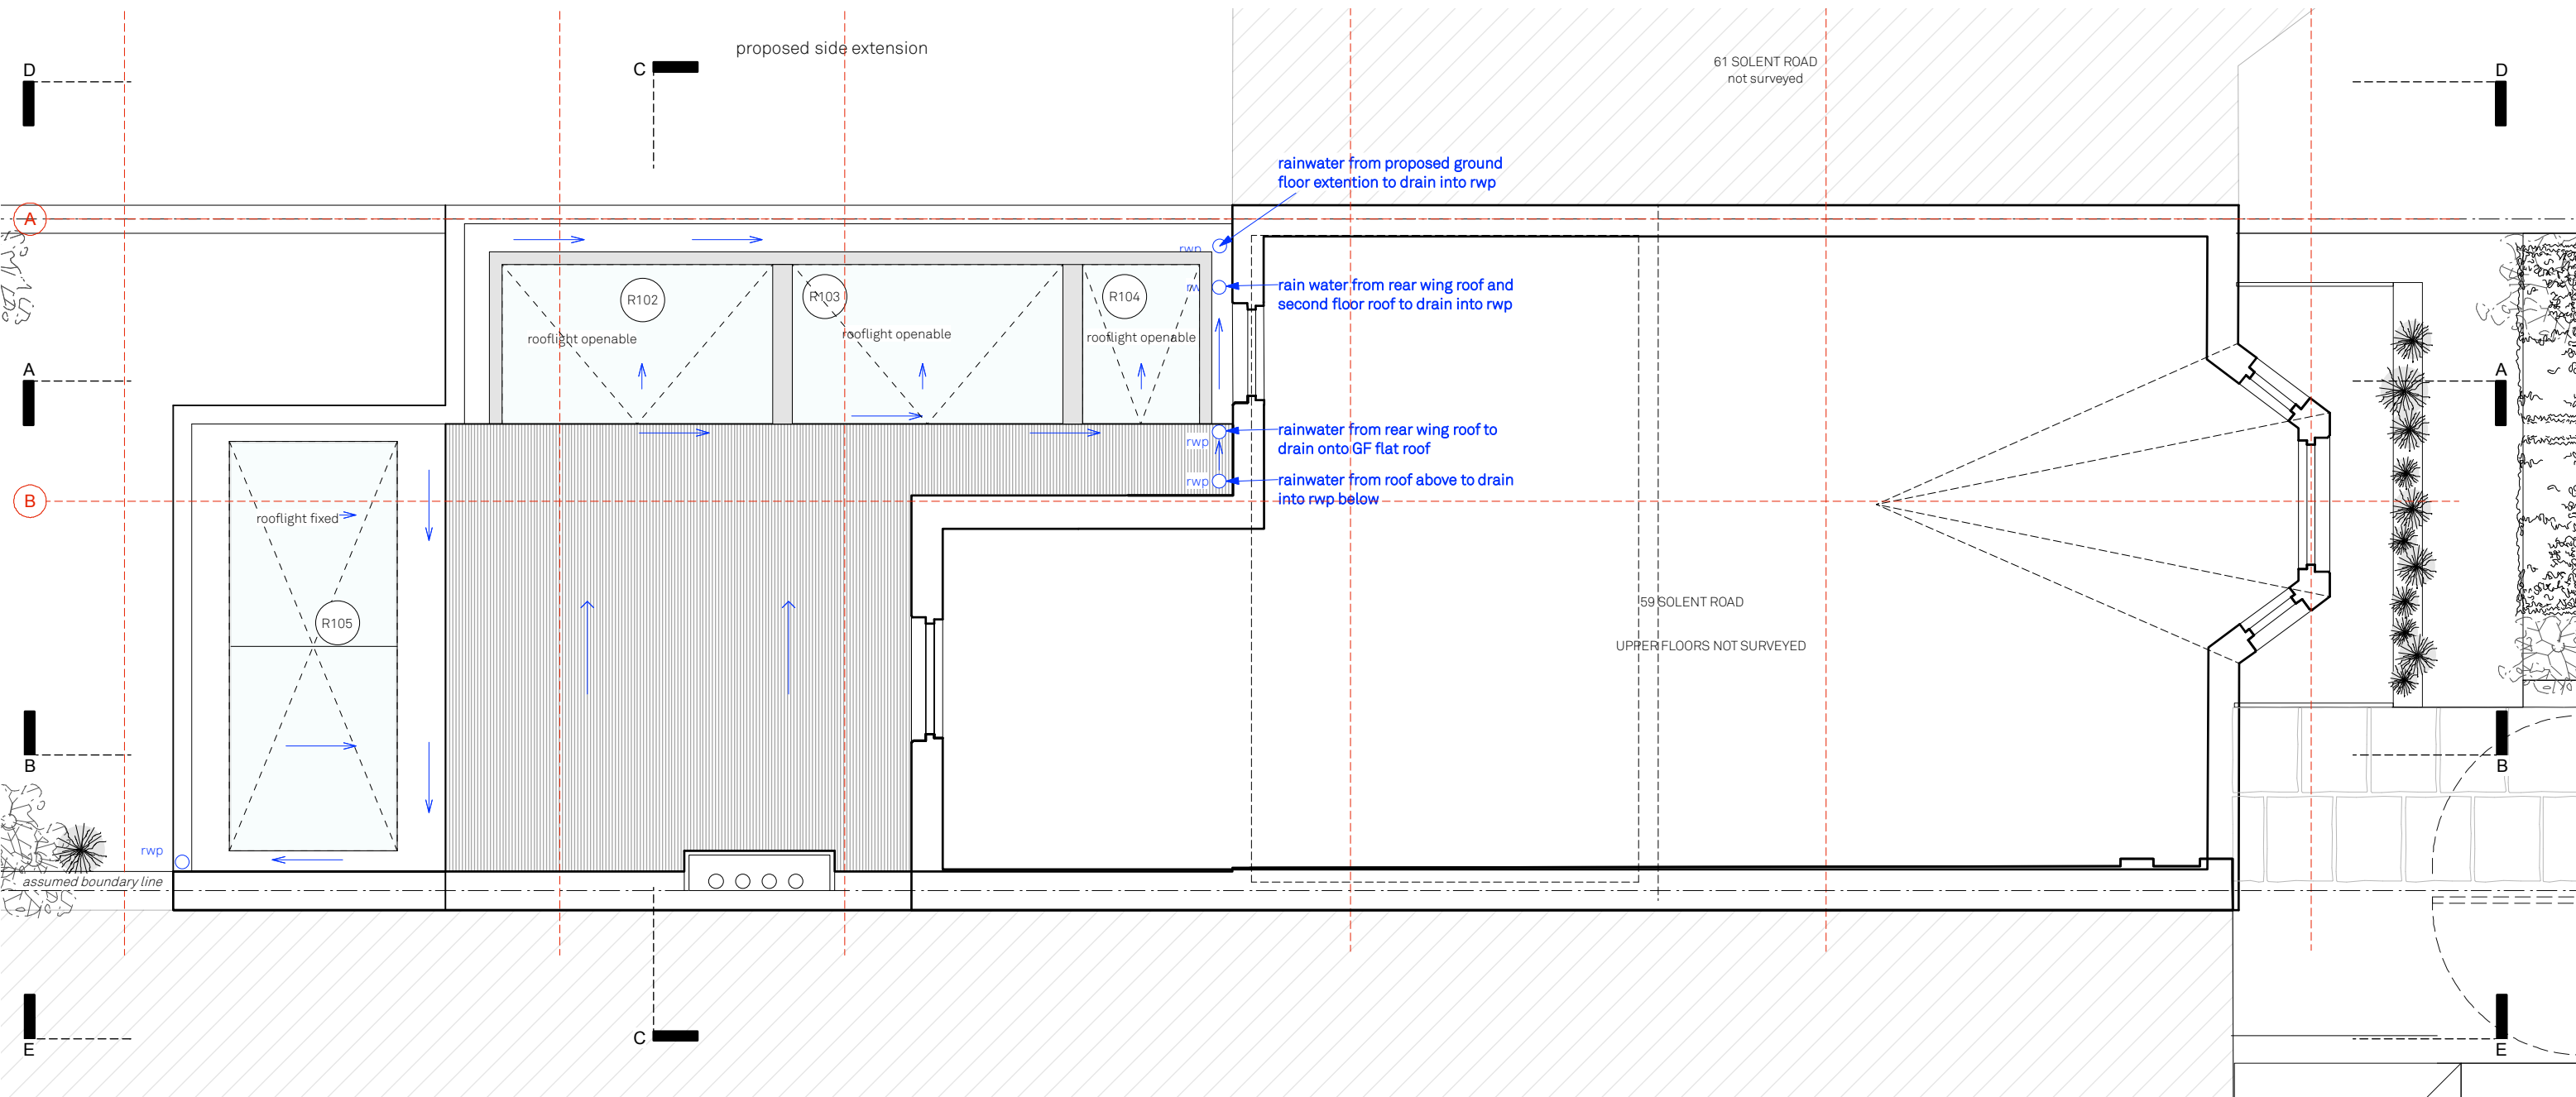 proposed side extension
61 SOLENT ROAD
not surveyed
D
C
D
rainwater from proposed ground
floor extention to drain into rwp
A
rwp
rain water from rear wing roof and
second floor roof to drain into rwp
rw
R102
R103
R104
rooflight openable
rooflight openable
rooflight openable
A
A
rainwater from rear wing roof to
drain onto GF flat roof
rwp
rainwater from roof above to drain
into rwp below
rwp
B
rooflight fixed
R105
59 SOLENT ROAD
UPPER FLOORS NOT SURVEYED
B
B
rwp
assumed boundary line
C
E
E